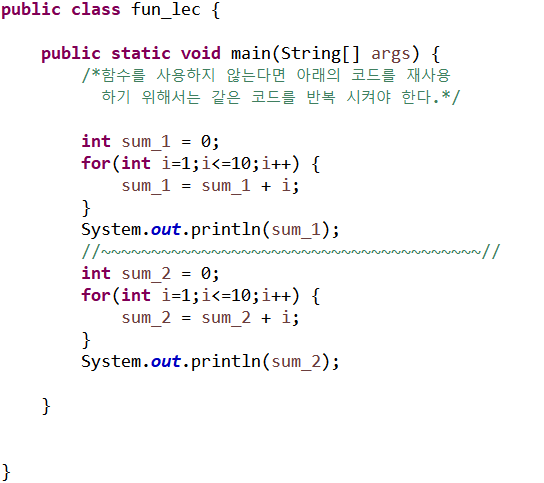 public class fun_lec {
public static void main(String[] args) {
/*함수를 사용하지 않는다면 아래의 코드를 재사용
하기 위해서는 같은 코드를 반복 시켜야 한다.*/
int sum_1 = 0;
for(int i=1;i<=10;i++) {
sum_1 = sum_1 + i;
}
System.out.println(sum_1);
//~~~~~~~~~~~~~~~~~~~~~~~~~~~~~~~~~~~~~~//
int sum_2 = 0;
for(int i=1;i<=10;i++) {
sum_2 = sum_2 + i;
}
System.out.println(sum_2);
}
}